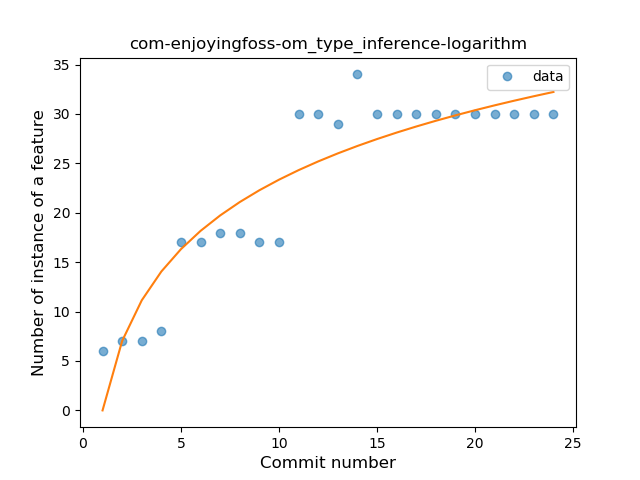 com-enjoyingfoss-om_type_inference-logarithm
data
Number of instance of a feature
35
30
25
20
15
10
5
0
0 5 10 15 20 25
Commit number